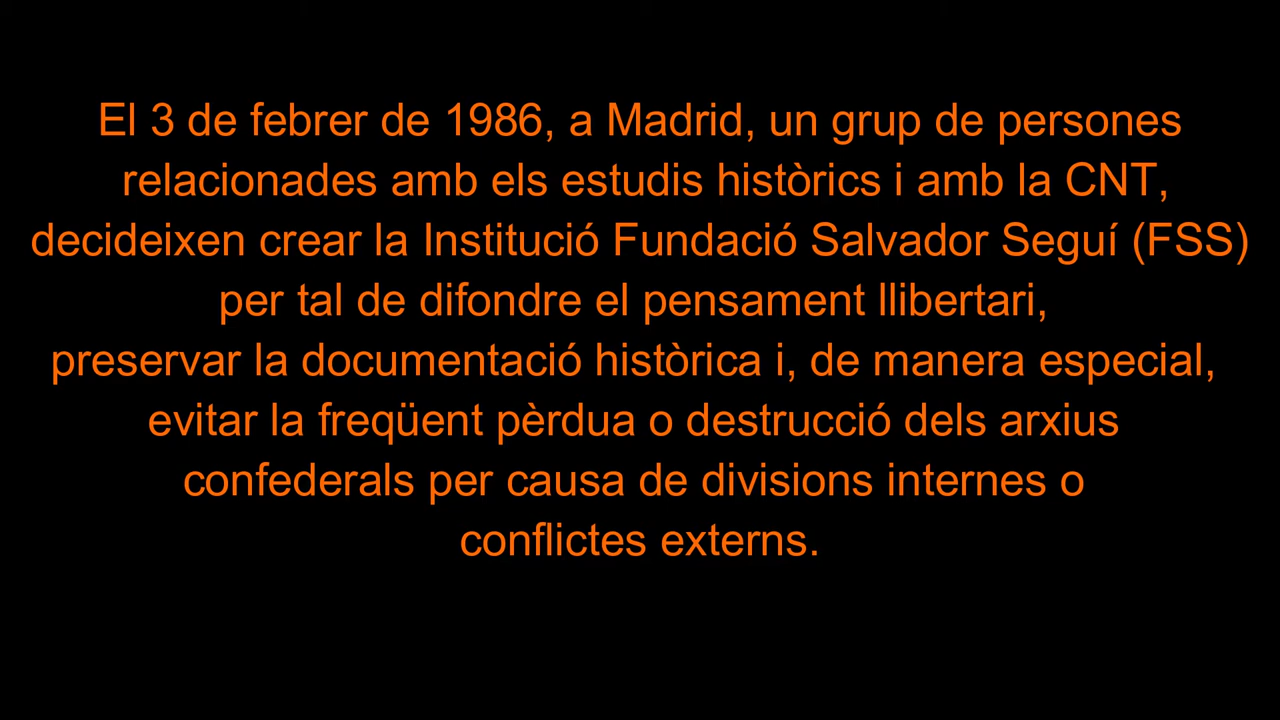 El 3 de febrer de 1986, a Madrid, un grup de persones
relacionades amb els estudis històrics i amb la CNT,
decideixen crear la Institució Fundació Salvador Seguí (FSS)
per tal de difondre el pensament llibertari,
preservar la documentació històrica i, de manera especial,
evitar la freqüent pèrdua o destrucció dels arxius
confederals per causa de divisions internes o
conflictes externs.